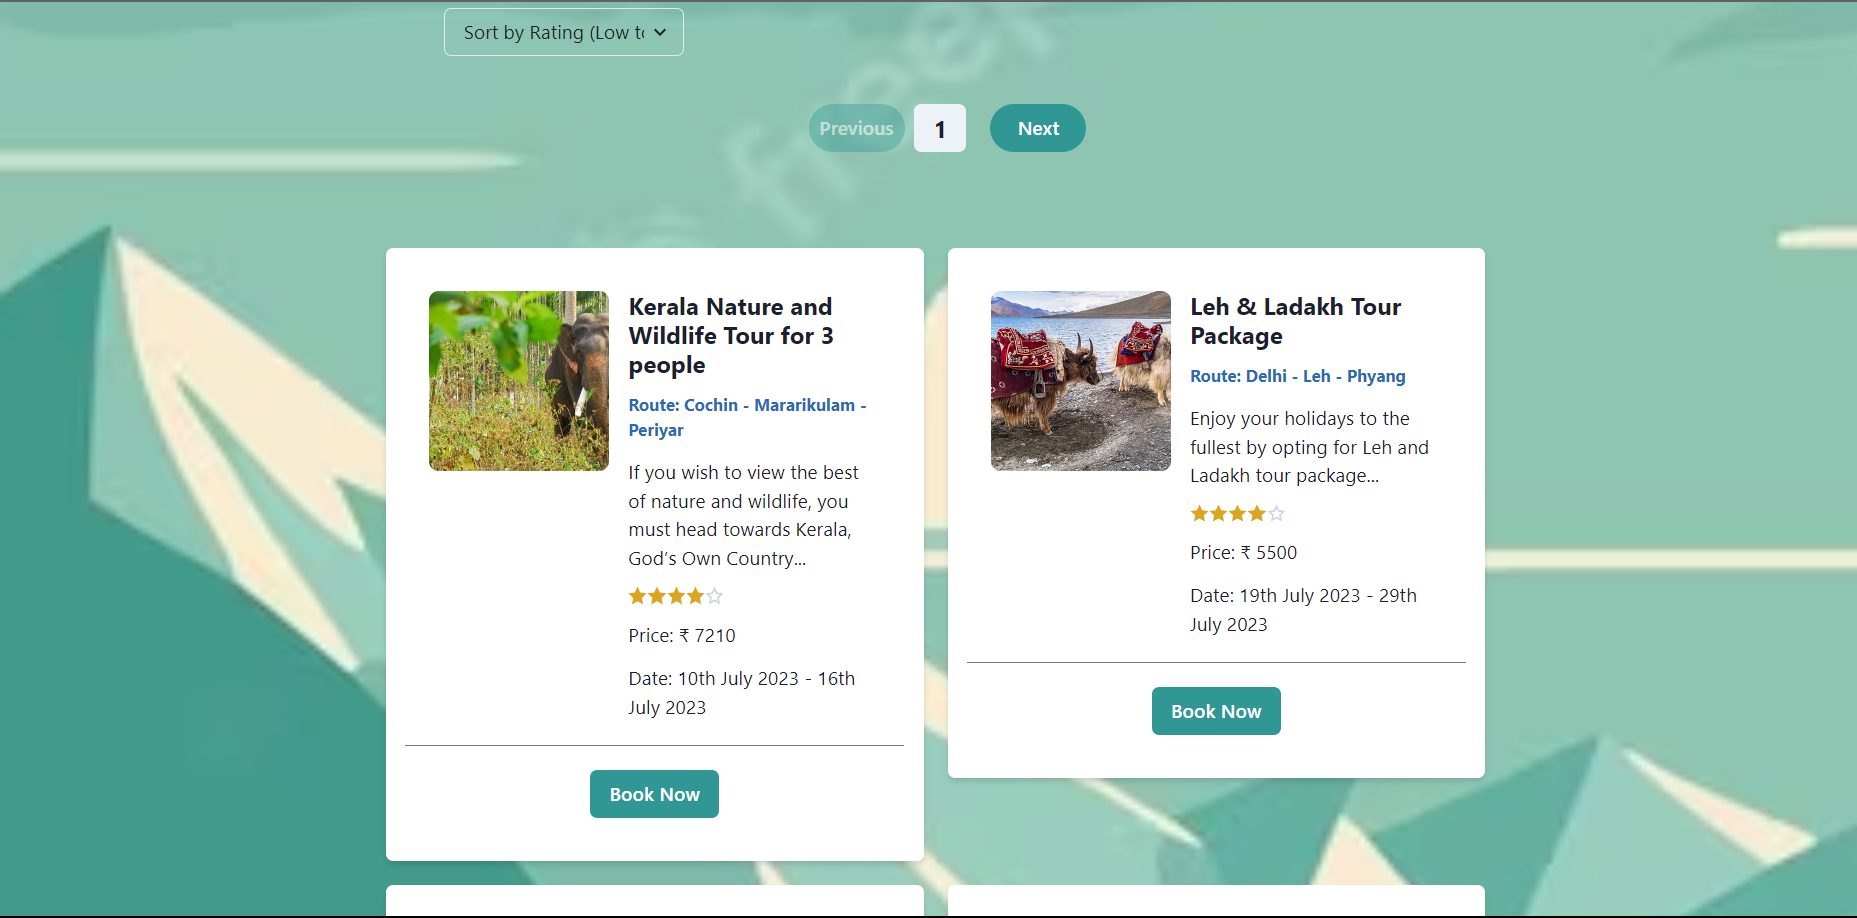 Sort by Rating (Low to
free
Previous
1
Next
Kerala Nature and
Wildlife Tour for 3
people
Route: Cochin - Mararikulam -
Periyar
If you wish to view the best
of nature and wildlife, you
must head towards Kerala,
God’s Own Country...
Price: ₹ 7210
Date: 10th July 2023 - 16th
July 2023
Book Now
Leh & Ladakh Tour
Package
Route: Delhi - Leh - Phyang
Enjoy your holidays to the
fullest by opting for Leh and
Ladakh tour package...
Price: ₹ 5500
Date: 19th July 2023 - 29th
July 2023
Book Now